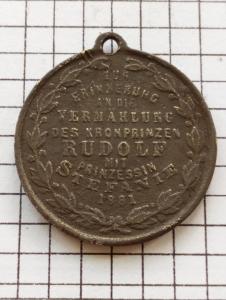 ZUR
ERINNERUNG
AN DIE
VERMÄHLUNG
DES KRONPRINZEN
RUDOLF
MIT
PRINZESSIN
STEFANIE
1881